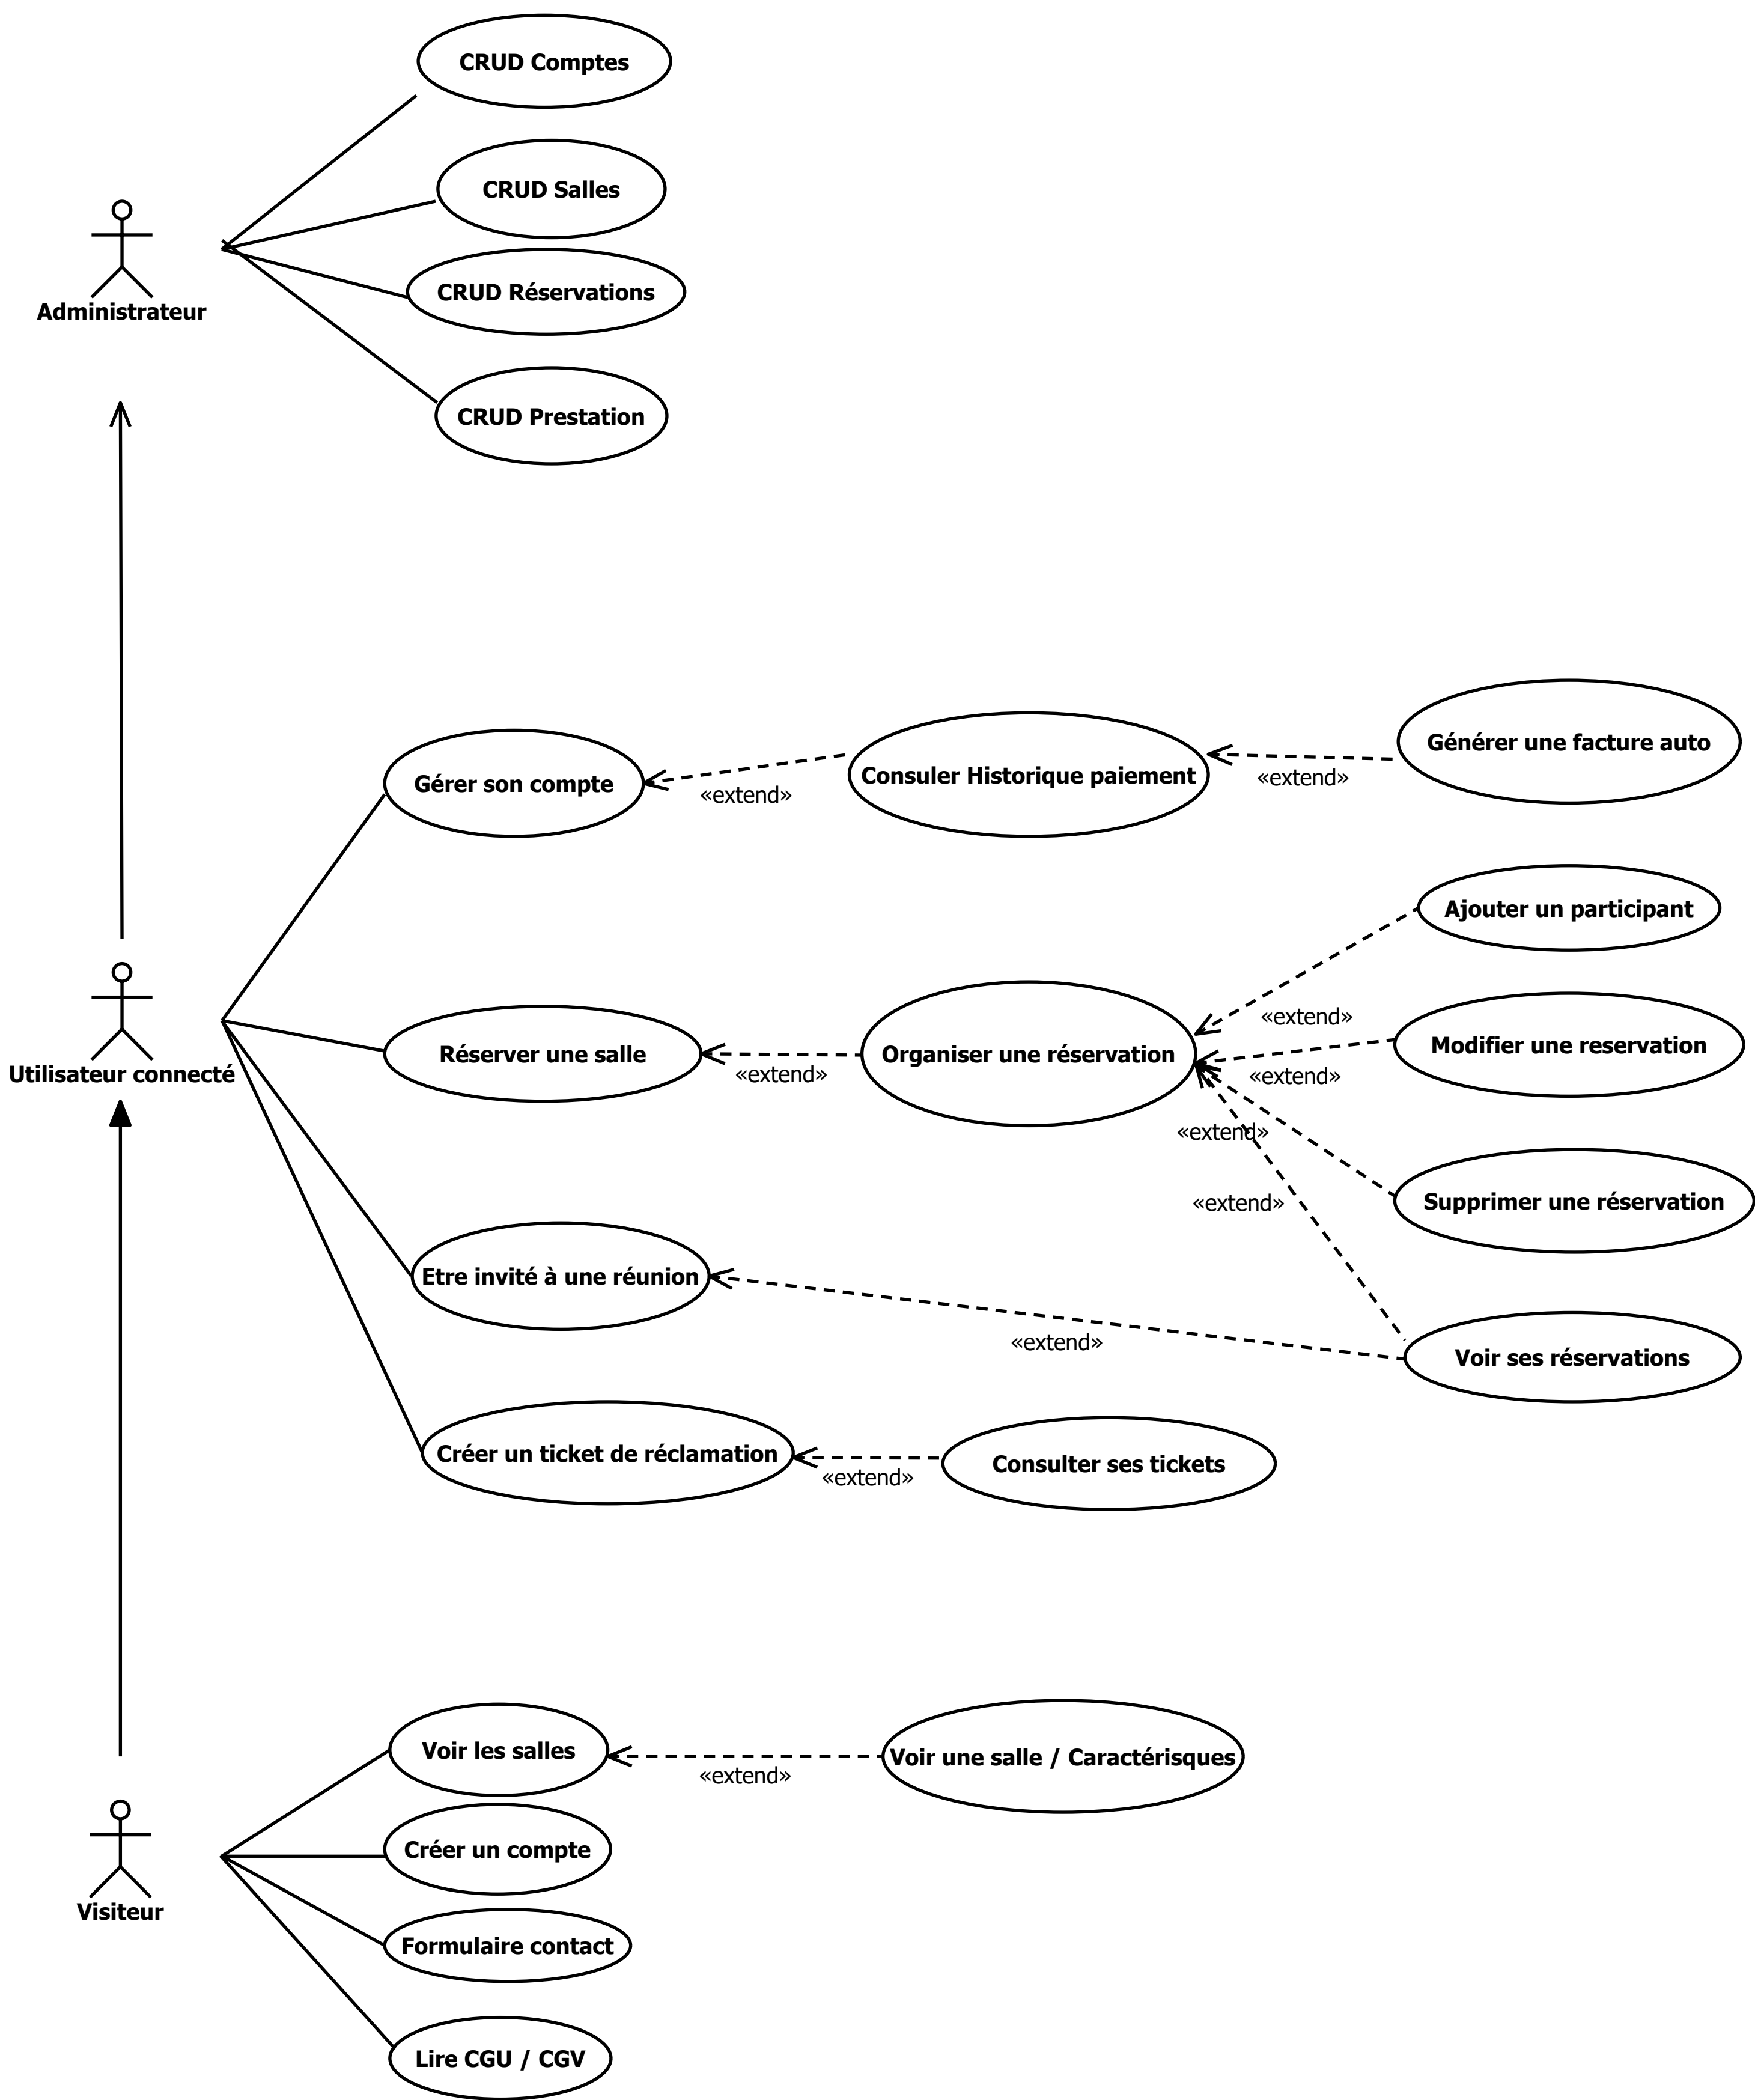 CRUD Comptes
CRUD Salles
CRUD Réservations
Administrateur
CRUD Prestation
Générer une facture auto
Gérer son compte
Consuler Historique paiement
«extend»
«extend»
Ajouter un participant
«extend»
Modifier une reservation
Réserver une salle
Organiser une réservation
«extend»
«extend»
Utilisateur connecté
«extend»
Supprimer une réservation
«extend»
Etre invité à une réunion
«extend»
Voir ses réservations
Créer un ticket de réclamation
Consulter ses tickets
«extend»
Voir les salles
Voir une salle / Caractérisques
«extend»
Créer un compte
Visiteur
Formulaire contact
Lire CGU / CGV